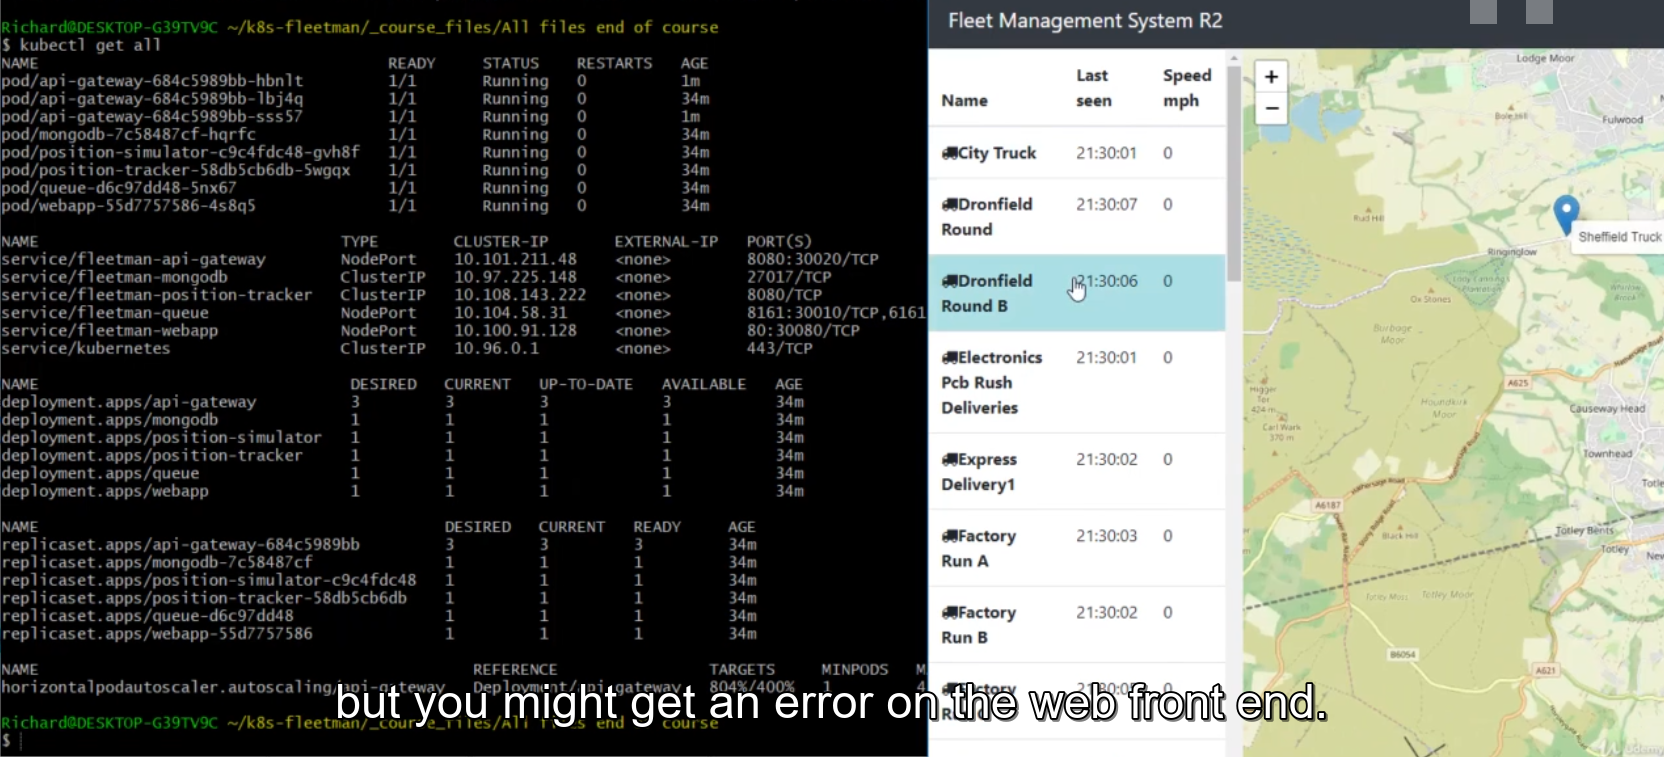 Richard@DESKTOP-G39TV9C ~/k8s-fleetman/_course_files/All files end of course
$ kubectl get all
NAME READY STATUS RESTARTS AGE
pod/api-gateway-684c5989bb-hbnlt 1/1 Running 0 1m
pod/api-gateway-684c5989bb-lbj4q 1/1 Running 0 34m
pod/api-gateway-684c5989bb-sss57 1/1 Running 0 1m
pod/mongodb-7c58487cf-hqrfc 1/1 Running 0 34m
pod/position-simulator-c9c4fdc48-gvh8f 1/1 Running 0 34m
pod/position-tracker-58db5cb6db-5wgqx 1/1 Running 0 34m
pod/queue-d6c97dd48-5nx67 1/1 Running 0 34m
pod/webapp-55d7757586-4s8q5 1/1 Running 0 34m
NAME TYPE CLUSTER-IP EXTERNAL-IP PORT(S)
service/fleetman-api-gateway NodePort 10.101.211.48 <none> 8080:30020/TCP
service/fleetman-mongodb ClusterIP 10.97.225.148 <none> 27017/TCP
service/fleetman-position-tracker ClusterIP 10.108.143.222 <none> 8080/TCP
service/fleetman-queue NodePort 10.104.58.31 <none> 8161:30010/TCP,6161
service/fleetman-webapp NodePort 10.100.91.128 <none> 80:30080/TCP
service/kubernetes ClusterIP 10.96.0.1 <none> 443/TCP
NAME DESIRED CURRENT UP-TO-DATE AVAILABLE AGE
deployment.apps/api-gateway 3 3 3 3 34m
deployment.apps/mongodb 1 1 1 1 34m
deployment.apps/position-simulator 1 1 1 1 34m
deployment.apps/position-tracker 1 1 1 1 34m
deployment.apps/queue 1 1 1 1 34m
deployment.apps/webapp 1 1 1 1 34m
NAME DESIRED CURRENT READY AGE
replicaset.apps/api-gateway-684c5989bb 3 3 3 34m
replicaset.apps/mongodb-7c58487cf 1 1 1 34m
replicaset.apps/position-simulator-c9c4fdc48 1 1 1 34m
replicaset.apps/position-tracker-58db5cb6db 1 1 1 34m
replicaset.apps/queue-d6c97dd48 1 1 1 34m
replicaset.apps/webapp-55d7757586 1 1 1 34m
NAME REFERENCE TARGETS MINPODS M
horizontalpodautoscaler.autoscaling/api-gateway Deployment/api-gateway 804%/400% 1 4
Richard@DESKTOP-G39TV9C ~/k8s-fleetman/_course_files/All files end of course
$
Fleet Management System R2
Name Last seen Speed mph
City Truck 21:30:01 0
Dronfield Round 21:30:07 0
Dronfield Round B 21:30:06 0
Electronics Pcb Rush Deliveries 21:30:01 0
Express Delivery1 21:30:02 0
Factory Run A 21:30:03 0
Factory Run B 21:30:02 0
Factory
+
−
Lodge Moor
Bole Hill
Fulwood
Rud Hill
Sheffield Truck
Ringinglow
Ox Stones
Burbage Moor
A625
Higger Tor 424 m
Houndkirk Moor
Causeway Head
Carl Wark 370 m
Townhead
A6187
Hathersage Road
Black Hill
Totley Bents
Totley
Totley Moss
Totley Moor
B6054
A621
but you might get an error on the web front end.
Udemy